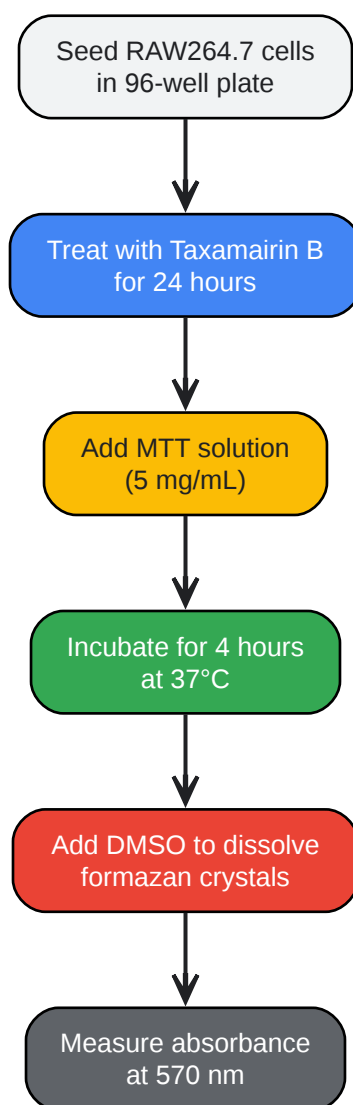 Seed RAW264.7 cells
in 96-well plate
Treat with Taxamairin B
for 24 hours
Add MTT solution
(5 mg/mL)
Incubate for 4 hours
at 37°C
Add DMSO to dissolve
formazan crystals
Measure absorbance
at 570 nm